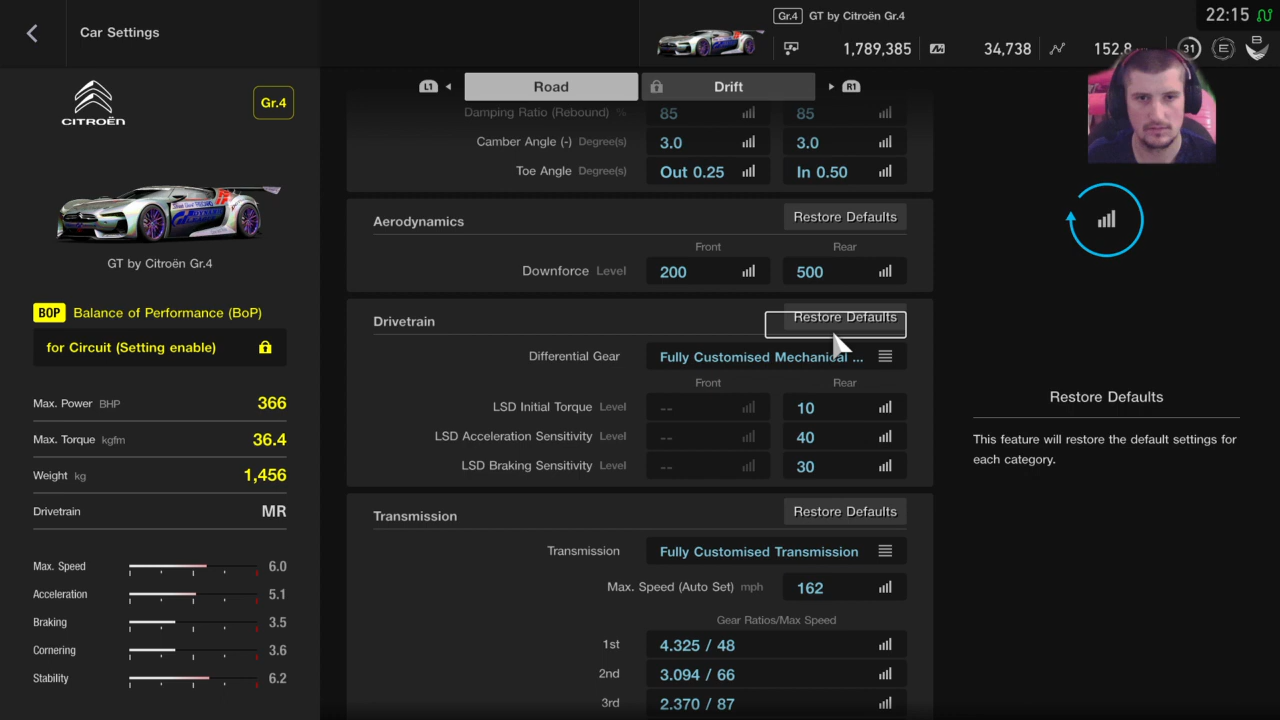 Car Settings
Gr.4 GT by Citroën Gr.4
22:15
1,789,385 34,738 152.8 31 E B
CITROËN
Gr.4
GT by Citroën Gr.4
BOP Balance of Performance (BoP)
for Circuit (Setting enable)
Max. Power BHP 366
Max. Torque kgfm 36.4
Weight kg 1,456
Drivetrain MR
Max. Speed 6.0
Acceleration 5.1
Braking 3.5
Cornering 3.6
Stability 6.2
L1 Road Drift R1
Damping Ratio (Rebound) % 85 85
Camber Angle (-) Degree(s) 3.0 3.0
Toe Angle Degree(s) Out 0.25 In 0.50
Aerodynamics Restore Defaults
Front Rear
Downforce Level 200 500
Drivetrain Restore Defaults
Differential Gear Fully Customised Mechanical ...
Front Rear
LSD Initial Torque Level -- 10
LSD Acceleration Sensitivity Level -- 40
LSD Braking Sensitivity Level -- 30
Transmission Restore Defaults
Transmission Fully Customised Transmission
Max. Speed (Auto Set) mph 162
Gear Ratios/Max Speed
1st 4.325 / 48
2nd 3.094 / 66
3rd 2.370 / 87
Restore Defaults
This feature will restore the default settings for
each category.